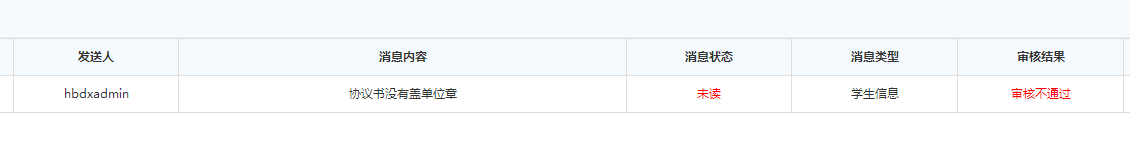 发送人 消息内容 消息状态 消息类型 审核结果
hbdxadmin 协议书没有盖单位章 未读 学生信息 审核不通过